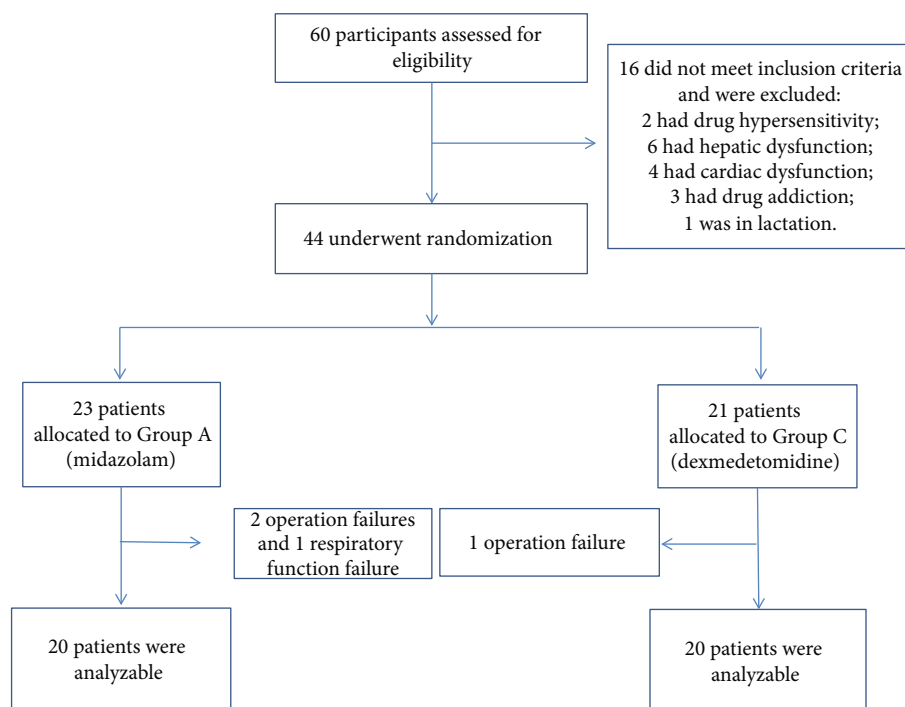 60 participants assessed for
eligibility
16 did not meet inclusion criteria
and were excluded:
2 had drug hypersensitivity;
6 had hepatic dysfunction;
4 had cardiac dysfunction;
3 had drug addiction;
1 was in lactation.
44 underwent randomization
23 patients
allocated to Group A
(midazolam)
21 patients
allocated to Group C
(dexmedetomidine)
2 operation failures
and 1 respiratory
function failure
1 operation failure
20 patients were
analyzable
20 patients were
analyzable